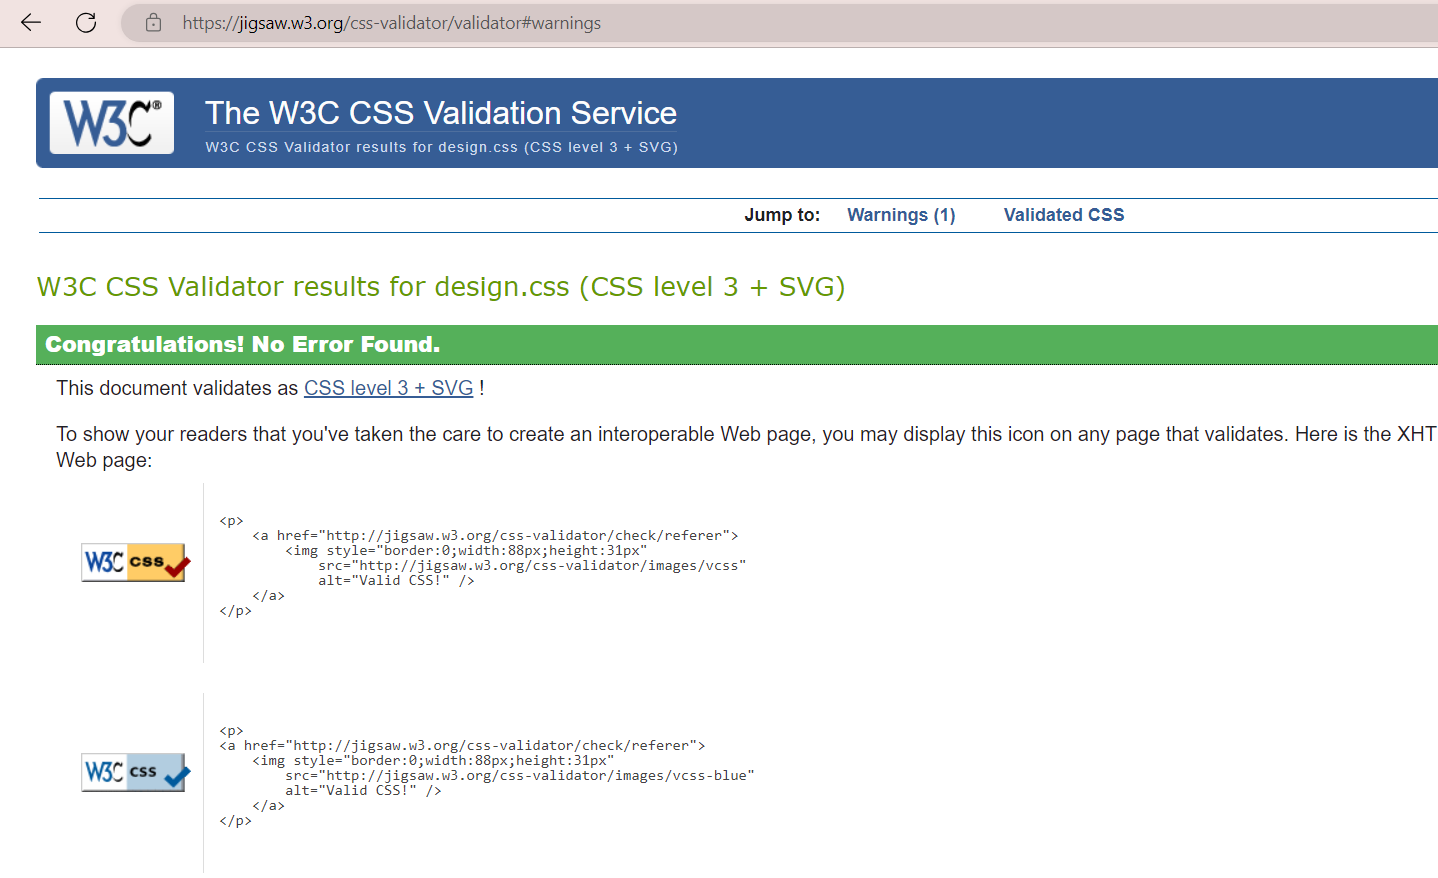 https://jigsaw.w3.org/css-validator/validator#warnings
W3C®
The W3C CSS Validation Service
W3C CSS Validator results for design.css (CSS level 3 + SVG)
Jump to: Warnings (1) Validated CSS
W3C CSS Validator results for design.css (CSS level 3 + SVG)
Congratulations! No Error Found.
This document validates as CSS level 3 + SVG !
To show your readers that you've taken the care to create an interoperable Web page, you may display this icon on any page that validates. Here is the XHT
Web page:
W3C css
<p>
<a href="http://jigsaw.w3.org/css-validator/check/referer">
<img style="border:0;width:88px;height:31px"
src="http://jigsaw.w3.org/css-validator/images/vcss"
alt="Valid CSS!" />
</a>
</p>
W3C css
<p>
<a href="http://jigsaw.w3.org/css-validator/check/referer">
<img style="border:0;width:88px;height:31px"
src="http://jigsaw.w3.org/css-validator/images/vcss-blue"
alt="Valid CSS!" />
</a>
</p>